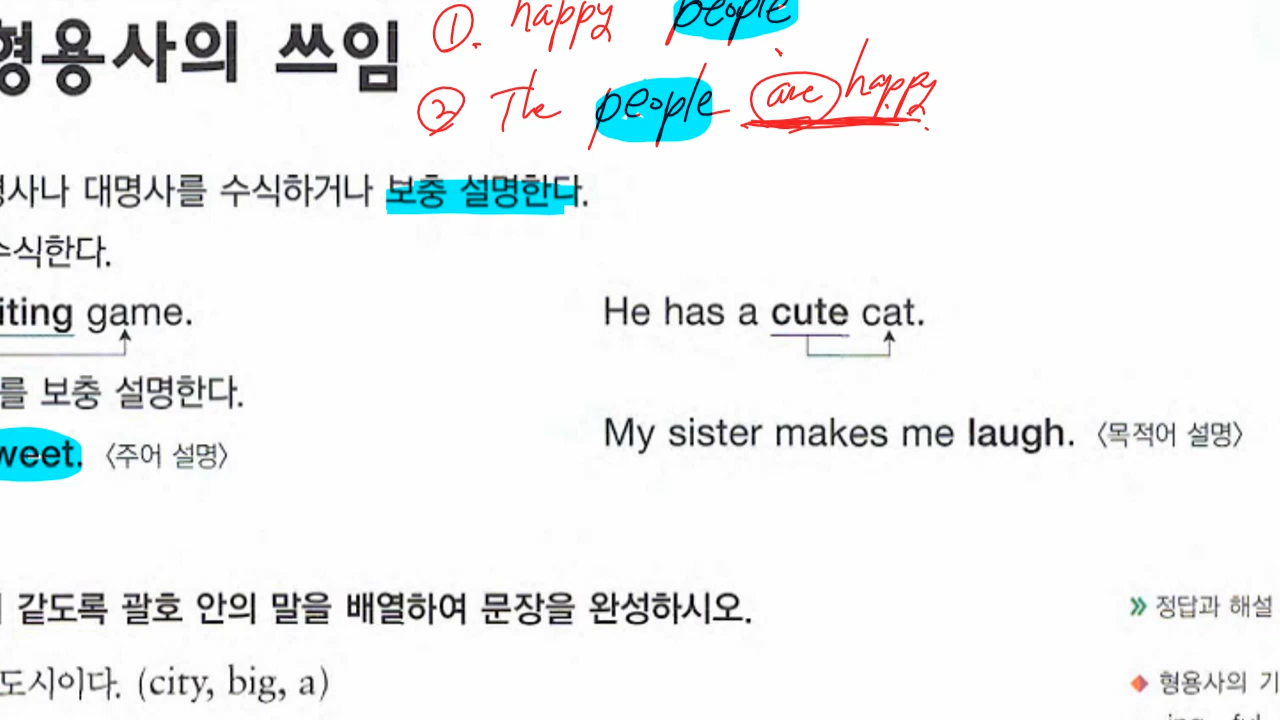 형용사의 쓰임
①. happy people
② The people are happy
명사나 대명사를 수식하거나 보충 설명한다.
수식한다.
iting game.
He has a cute cat.
를 보충 설명한다.
weet. 〈주어 설명〉
My sister makes me laugh. 〈목적어 설명〉
같도록 괄호 안의 말을 배열하여 문장을 완성하시오.
» 정답과 해설
도시이다. (city, big, a)
◆ 형용사의 기